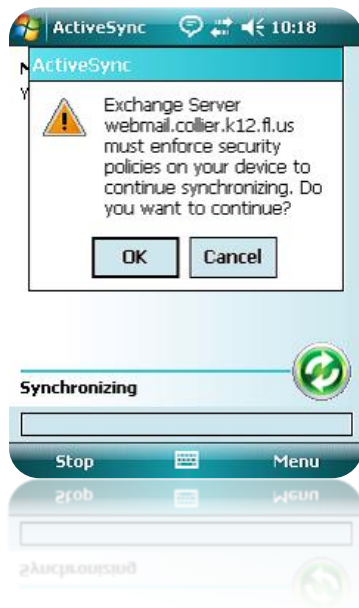 ActiveSync 10:18
ActiveSync
Exchange Server
webmail.collier.k12.fl.us
must enforce security
policies on your device to
continue synchronizing. Do
you want to continue?
OK Cancel
Synchronizing
Stop Menu